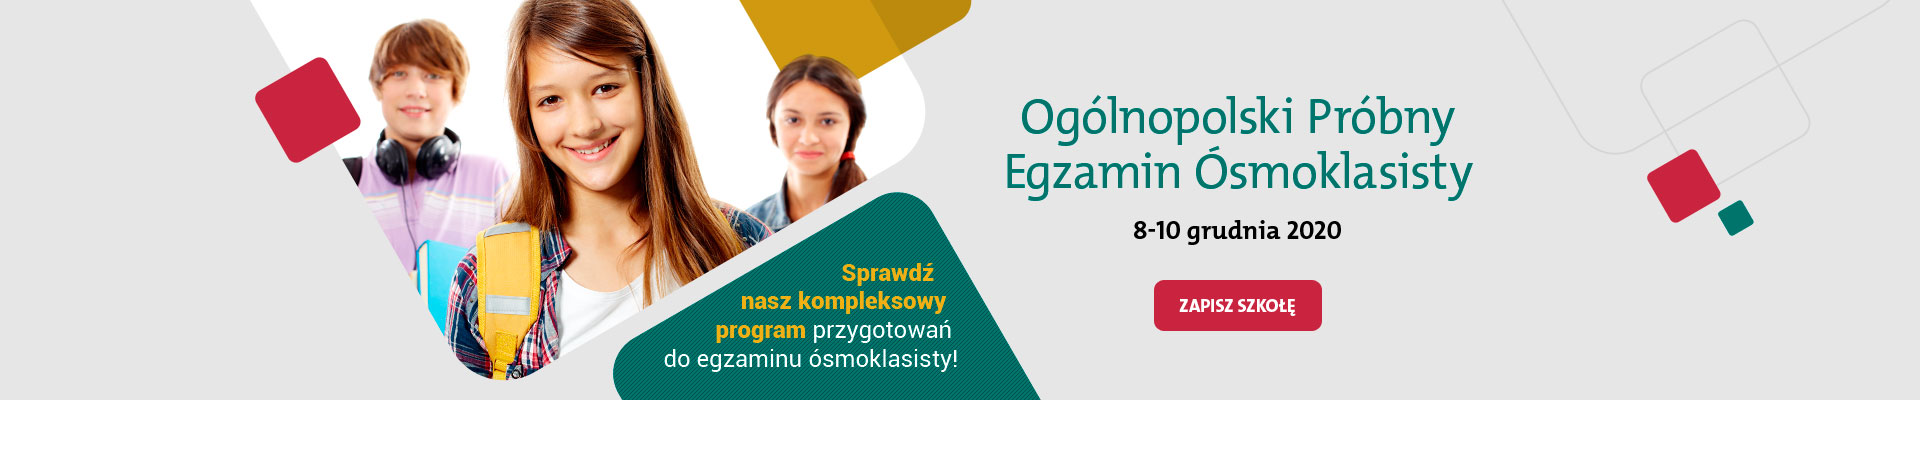 Ogólnopolski Próbny
Egzamin Ósmoklasisty
8-10 grudnia 2020
ZAPISZ SZKOŁĘ
Sprawdź
nasz kompleksowy
program przygotowań
do egzaminu ósmoklasisty!